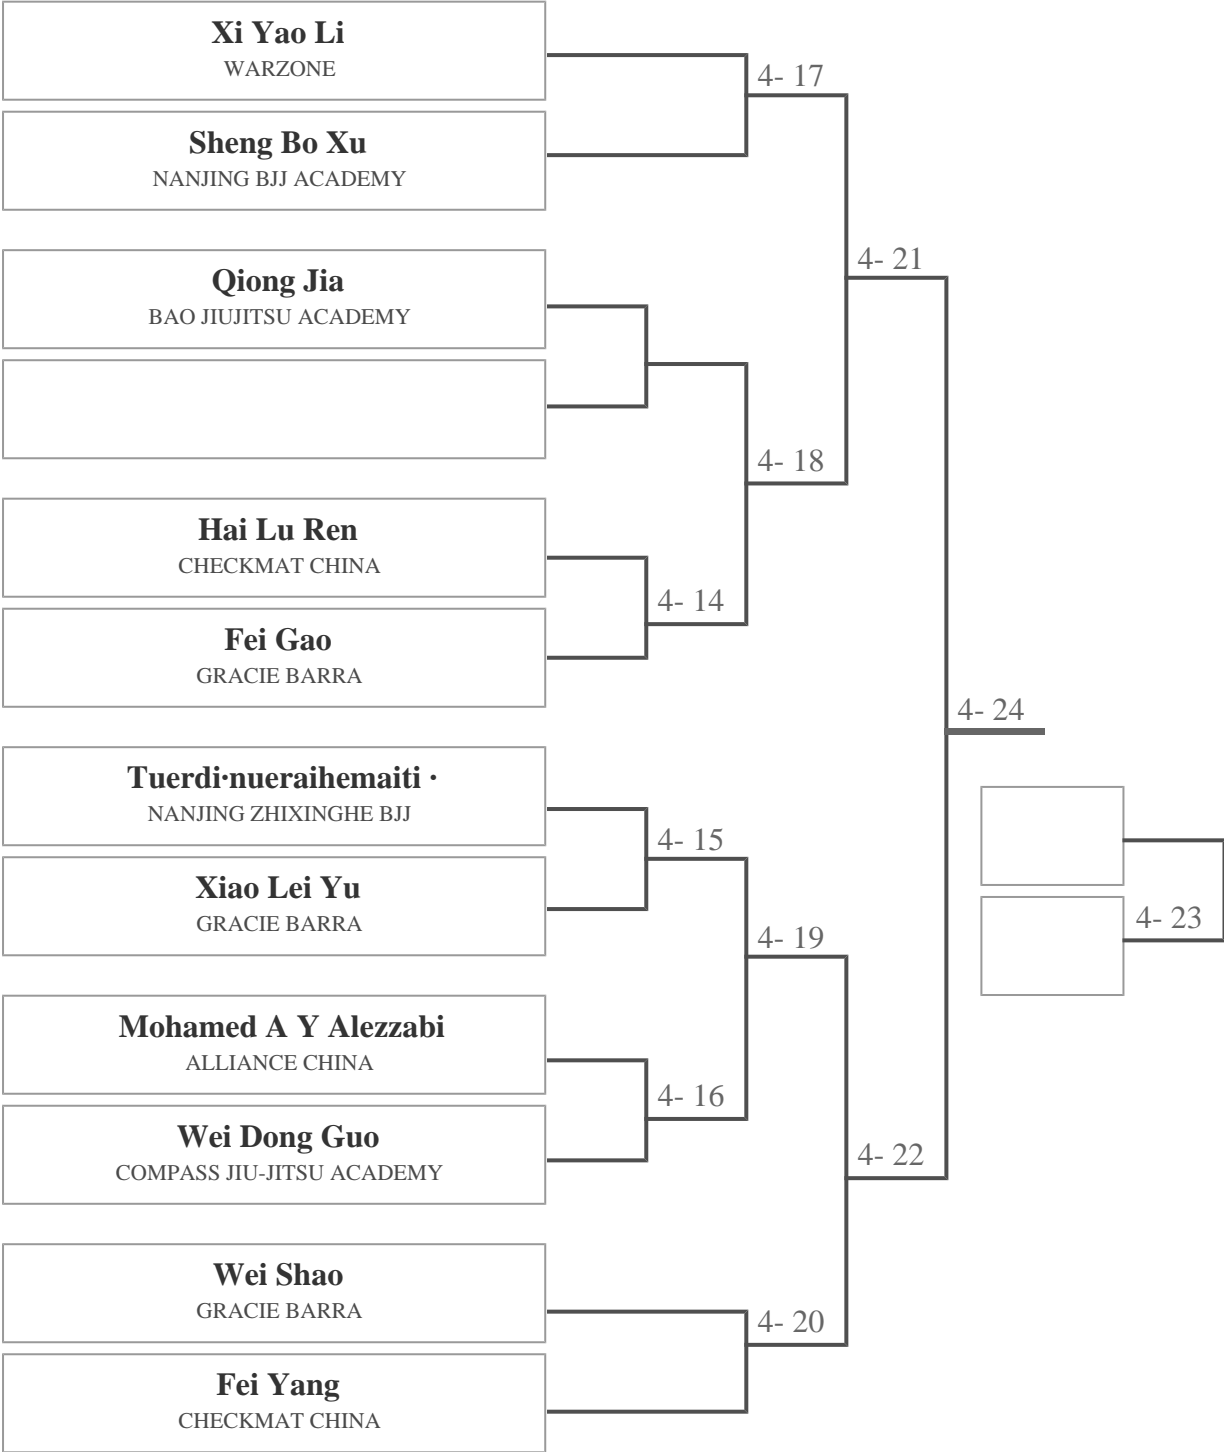 Xi Yao Li
WARZONE
4- 17
Sheng Bo Xu
NANJING BJJ ACADEMY
4- 21
Qiong Jia
BAO JIUJITSU ACADEMY
4- 18
Hai Lu Ren
CHECKMAT CHINA
4- 14
Fei Gao
GRACIE BARRA
4- 24
Tuerdi·nueraihemaiti ·
NANJING ZHIXINGHE BJJ
4- 15
Xiao Lei Yu
GRACIE BARRA
4- 23
4- 19
Mohamed A Y Alezzabi
ALLIANCE CHINA
4- 16
Wei Dong Guo
COMPASS JIU-JITSU ACADEMY
4- 22
Wei Shao
GRACIE BARRA
4- 20
Fei Yang
CHECKMAT CHINA